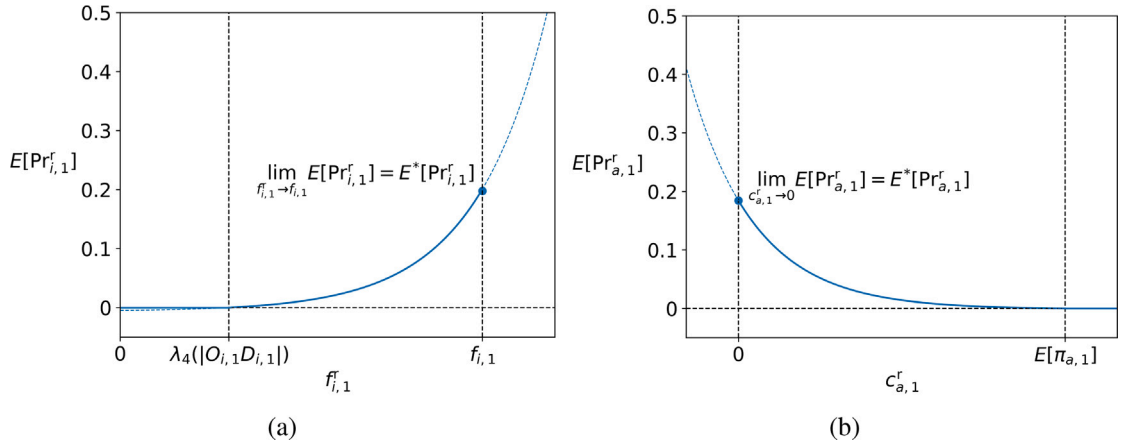 0.5
0.4
0.3
E[Pr^r_{i,1}]
0.2
0.1
0
lim_{f^r_{i,1}→f_{i,1}} E[Pr^r_{i,1}] = E^*[Pr^r_{i,1}]
0 λ_4(|O_{i,1}D_{i,1}|) f_{i,1}
f^r_{i,1}
(a)
0.5
0.4
0.3
E[Pr^r_{a,1}]
0.2
0.1
0
lim_{c^r_{a,1}→0} E[Pr^r_{a,1}] = E^*[Pr^r_{a,1}]
0 E[π_{a,1}]
c^r_{a,1}
(b)